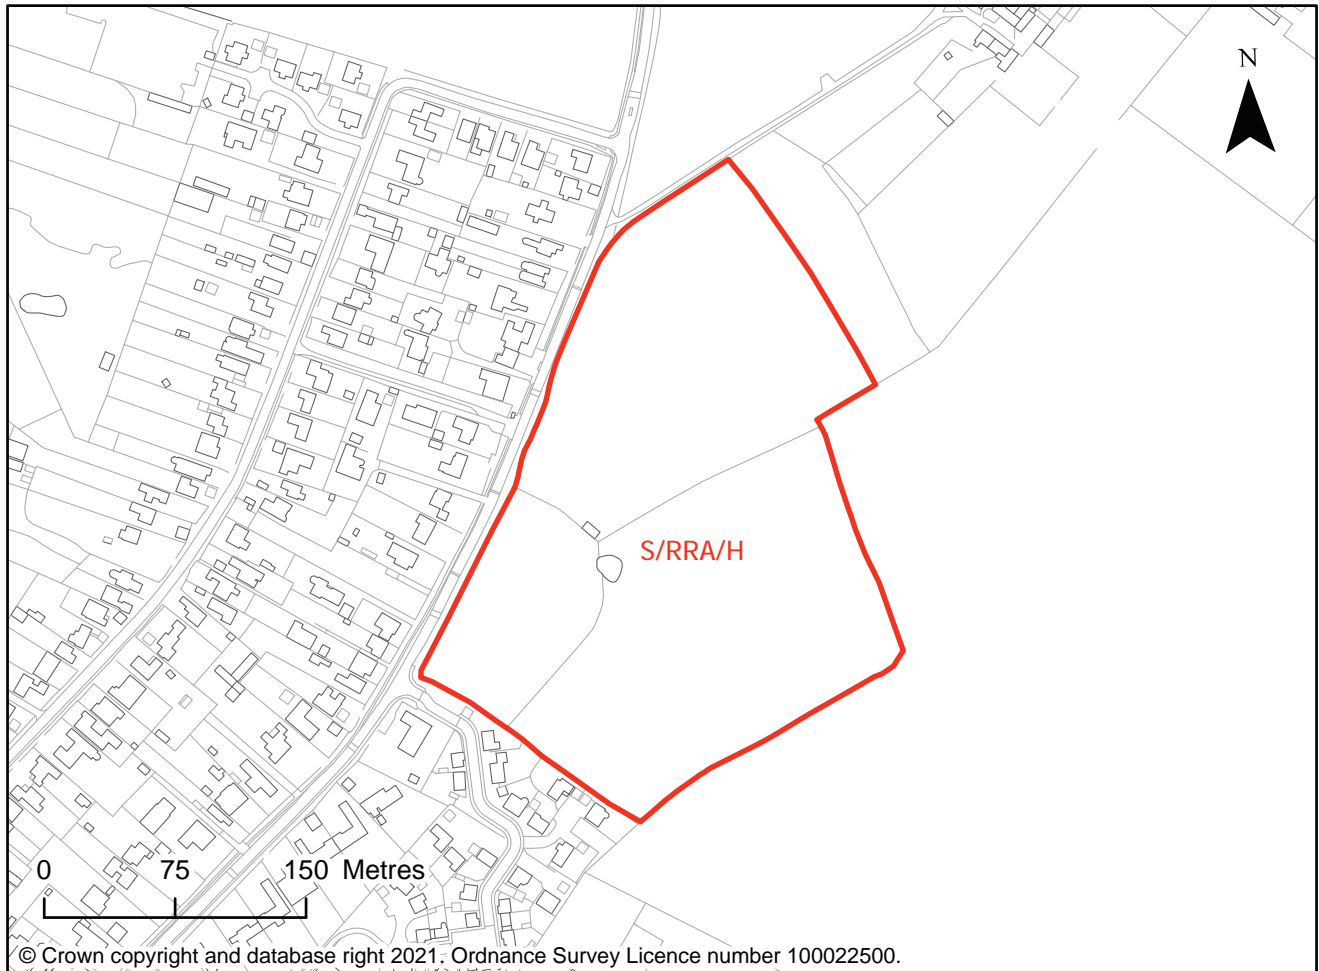 N
S/RRA/H
0 75 150 Metres
© Crown copyright and database right 2021. Ordnance Survey Licence number 100022500.